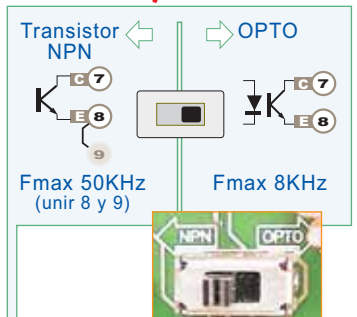 Transistor
NPN
OPTO
C 7
E 8
9
C 7
E 8
Fmax 50KHz
(unir 8 y 9)
Fmax 8KHz
NPN
OPTO